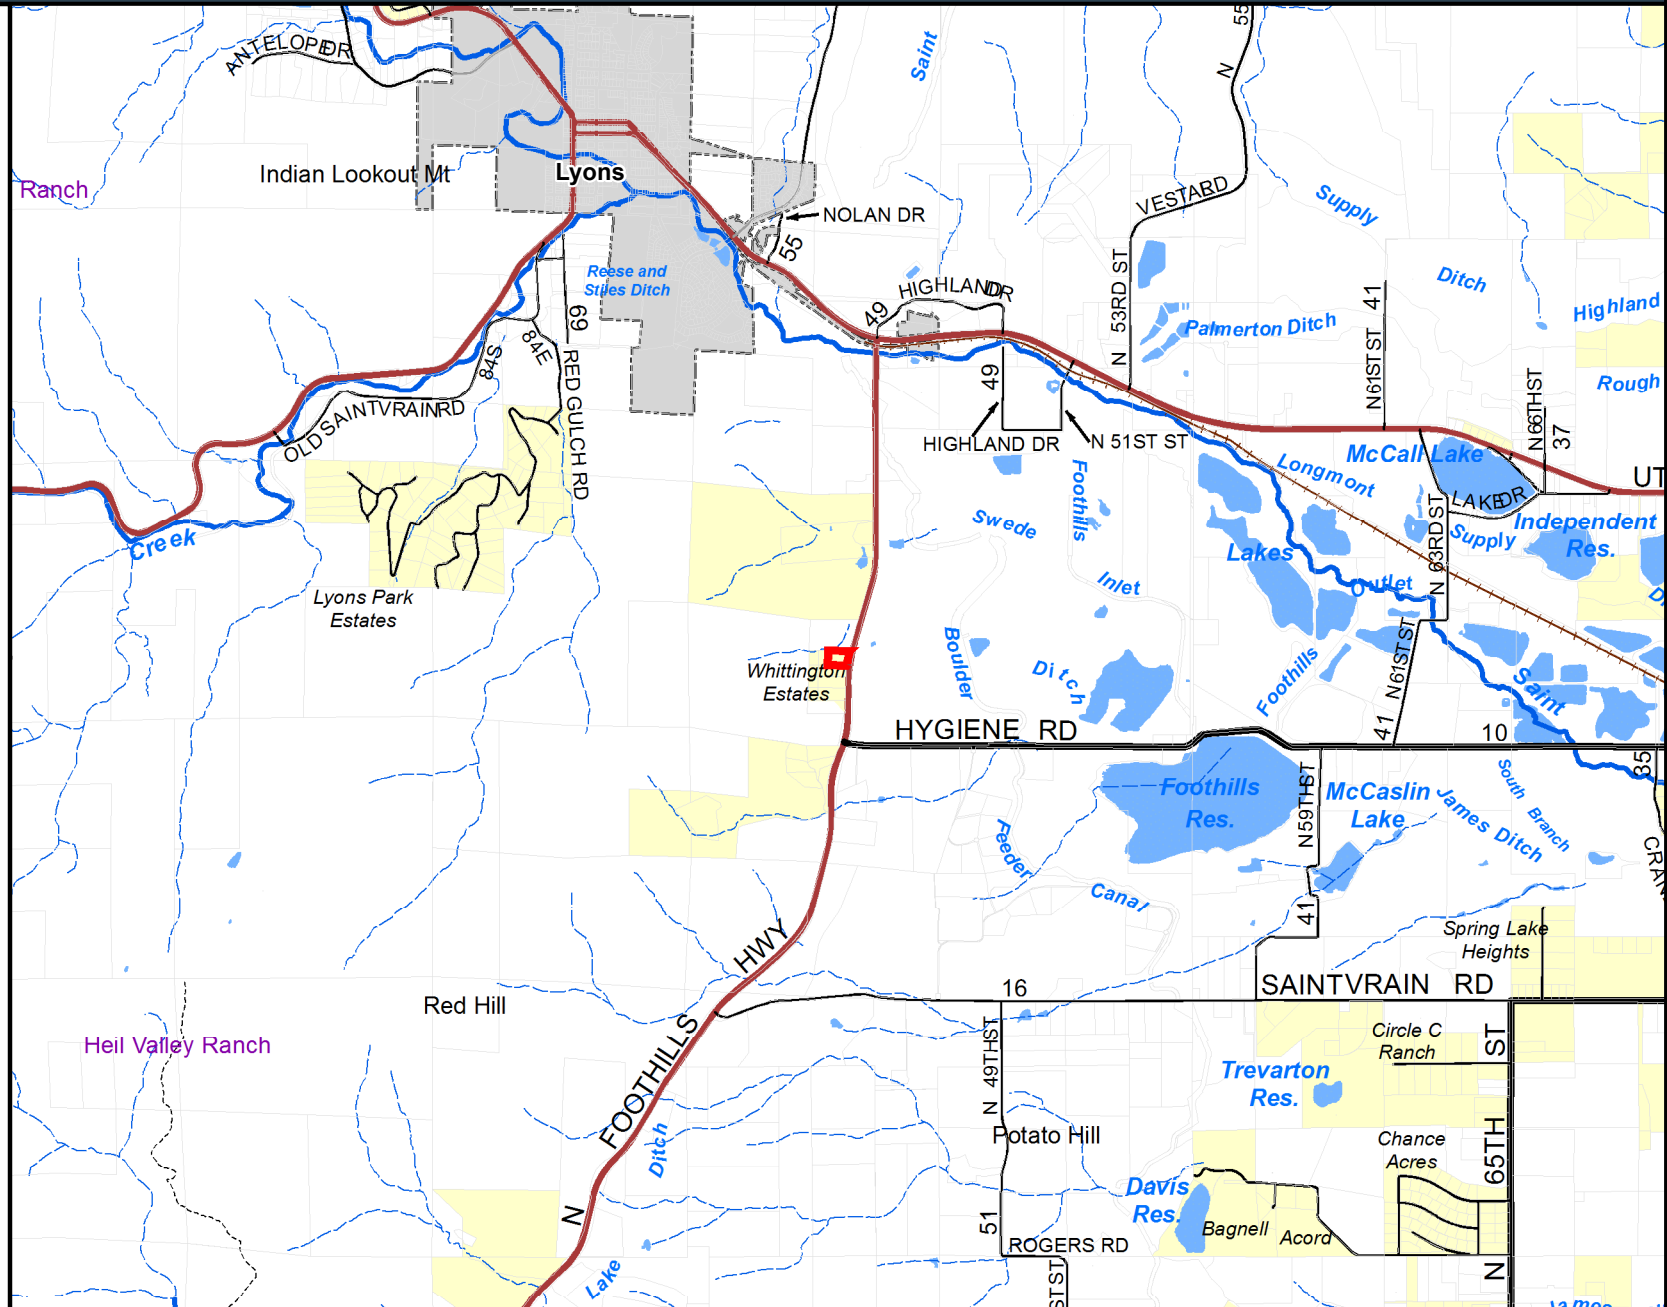 55
N
ANTELOPE DR
Saint
Indian Lookout Mt
Lyons
Ranch
VESTARD
Supply
NOLAN DR
55
Reese and
Stiles Ditch
N 53RD ST
Ditch
HIGHLAND DR
Highland
49
69
41
Palmerton Ditch
84S
84E
N 61ST ST
Rough
RED GULCH RD
49
N 66TH ST
37
OLD SAINT VRAIN RD
HIGHLAND DR
N 51ST ST
McCall Lake
Longmont
UT
LAKE DR
Foothills
Swede
Independent
Res.
Creek
Lakes
N 63RD ST
Supply
Inlet
Outlet
D
Lyons Park
Estates
Boulder
Ditch
Foothills
N 61ST ST
Whittington
Estates
Saint
41
HYGIENE RD
10
35
Foothills
Res.
N 59TH ST
McCaslin
Lake
James Ditch
South Branch
Feeder
Canal
CRAN
41
Spring Lake
Heights
HWY
Red Hill
16
SAINT VRAIN RD
Heil Valley Ranch
FOOTHILLS
N 49TH ST
Circle C
Ranch
ST
Trevarton
Res.
Potato Hill
Ditch
Chance
Acres
65TH
Davis
Res.
Bagnell
Acord
N
51
ROGERS RD
Lake
ST ST
N
James